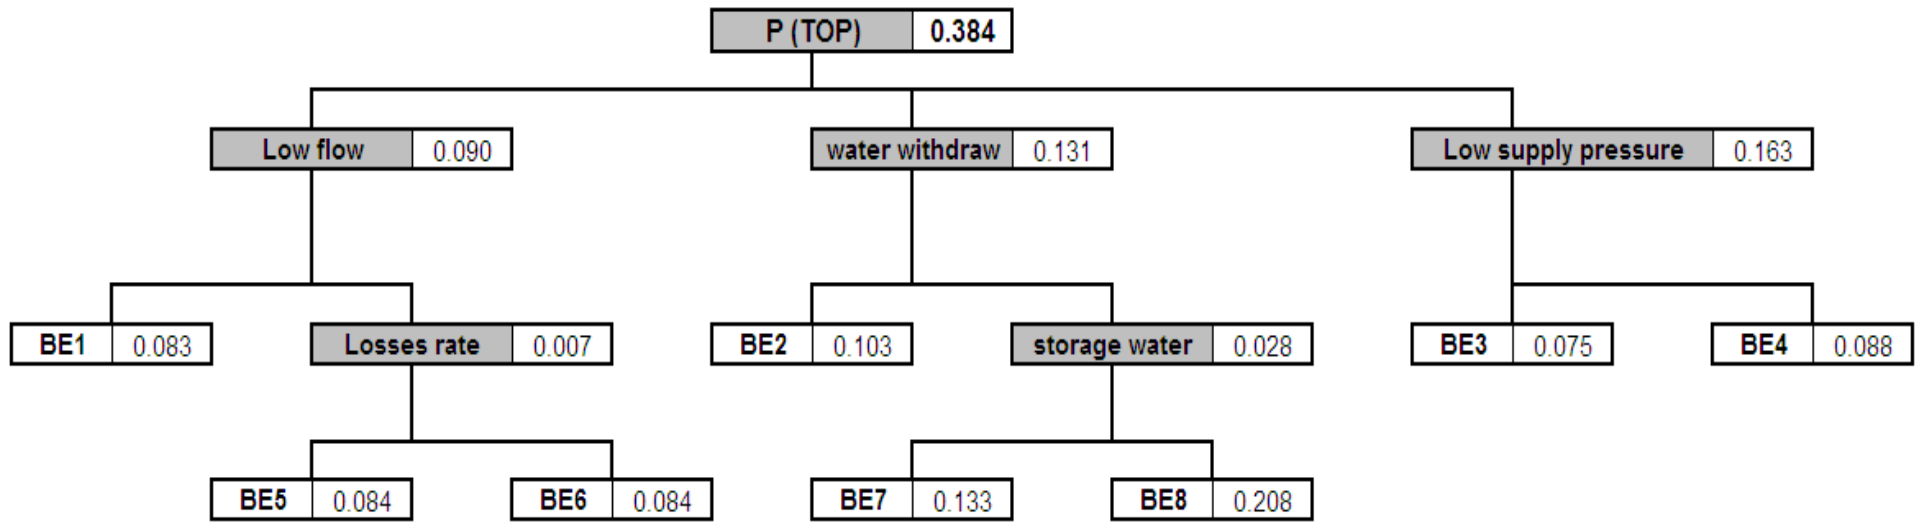 P (TOP) 0.384
Low flow 0.090 water withdraw 0.131 Low supply pressure 0.163
BE1 0.083 Losses rate 0.007 BE2 0.103 storage water 0.028 BE3 0.075 BE4 0.088
BE5 0.084 BE6 0.084 BE7 0.133 BE8 0.208